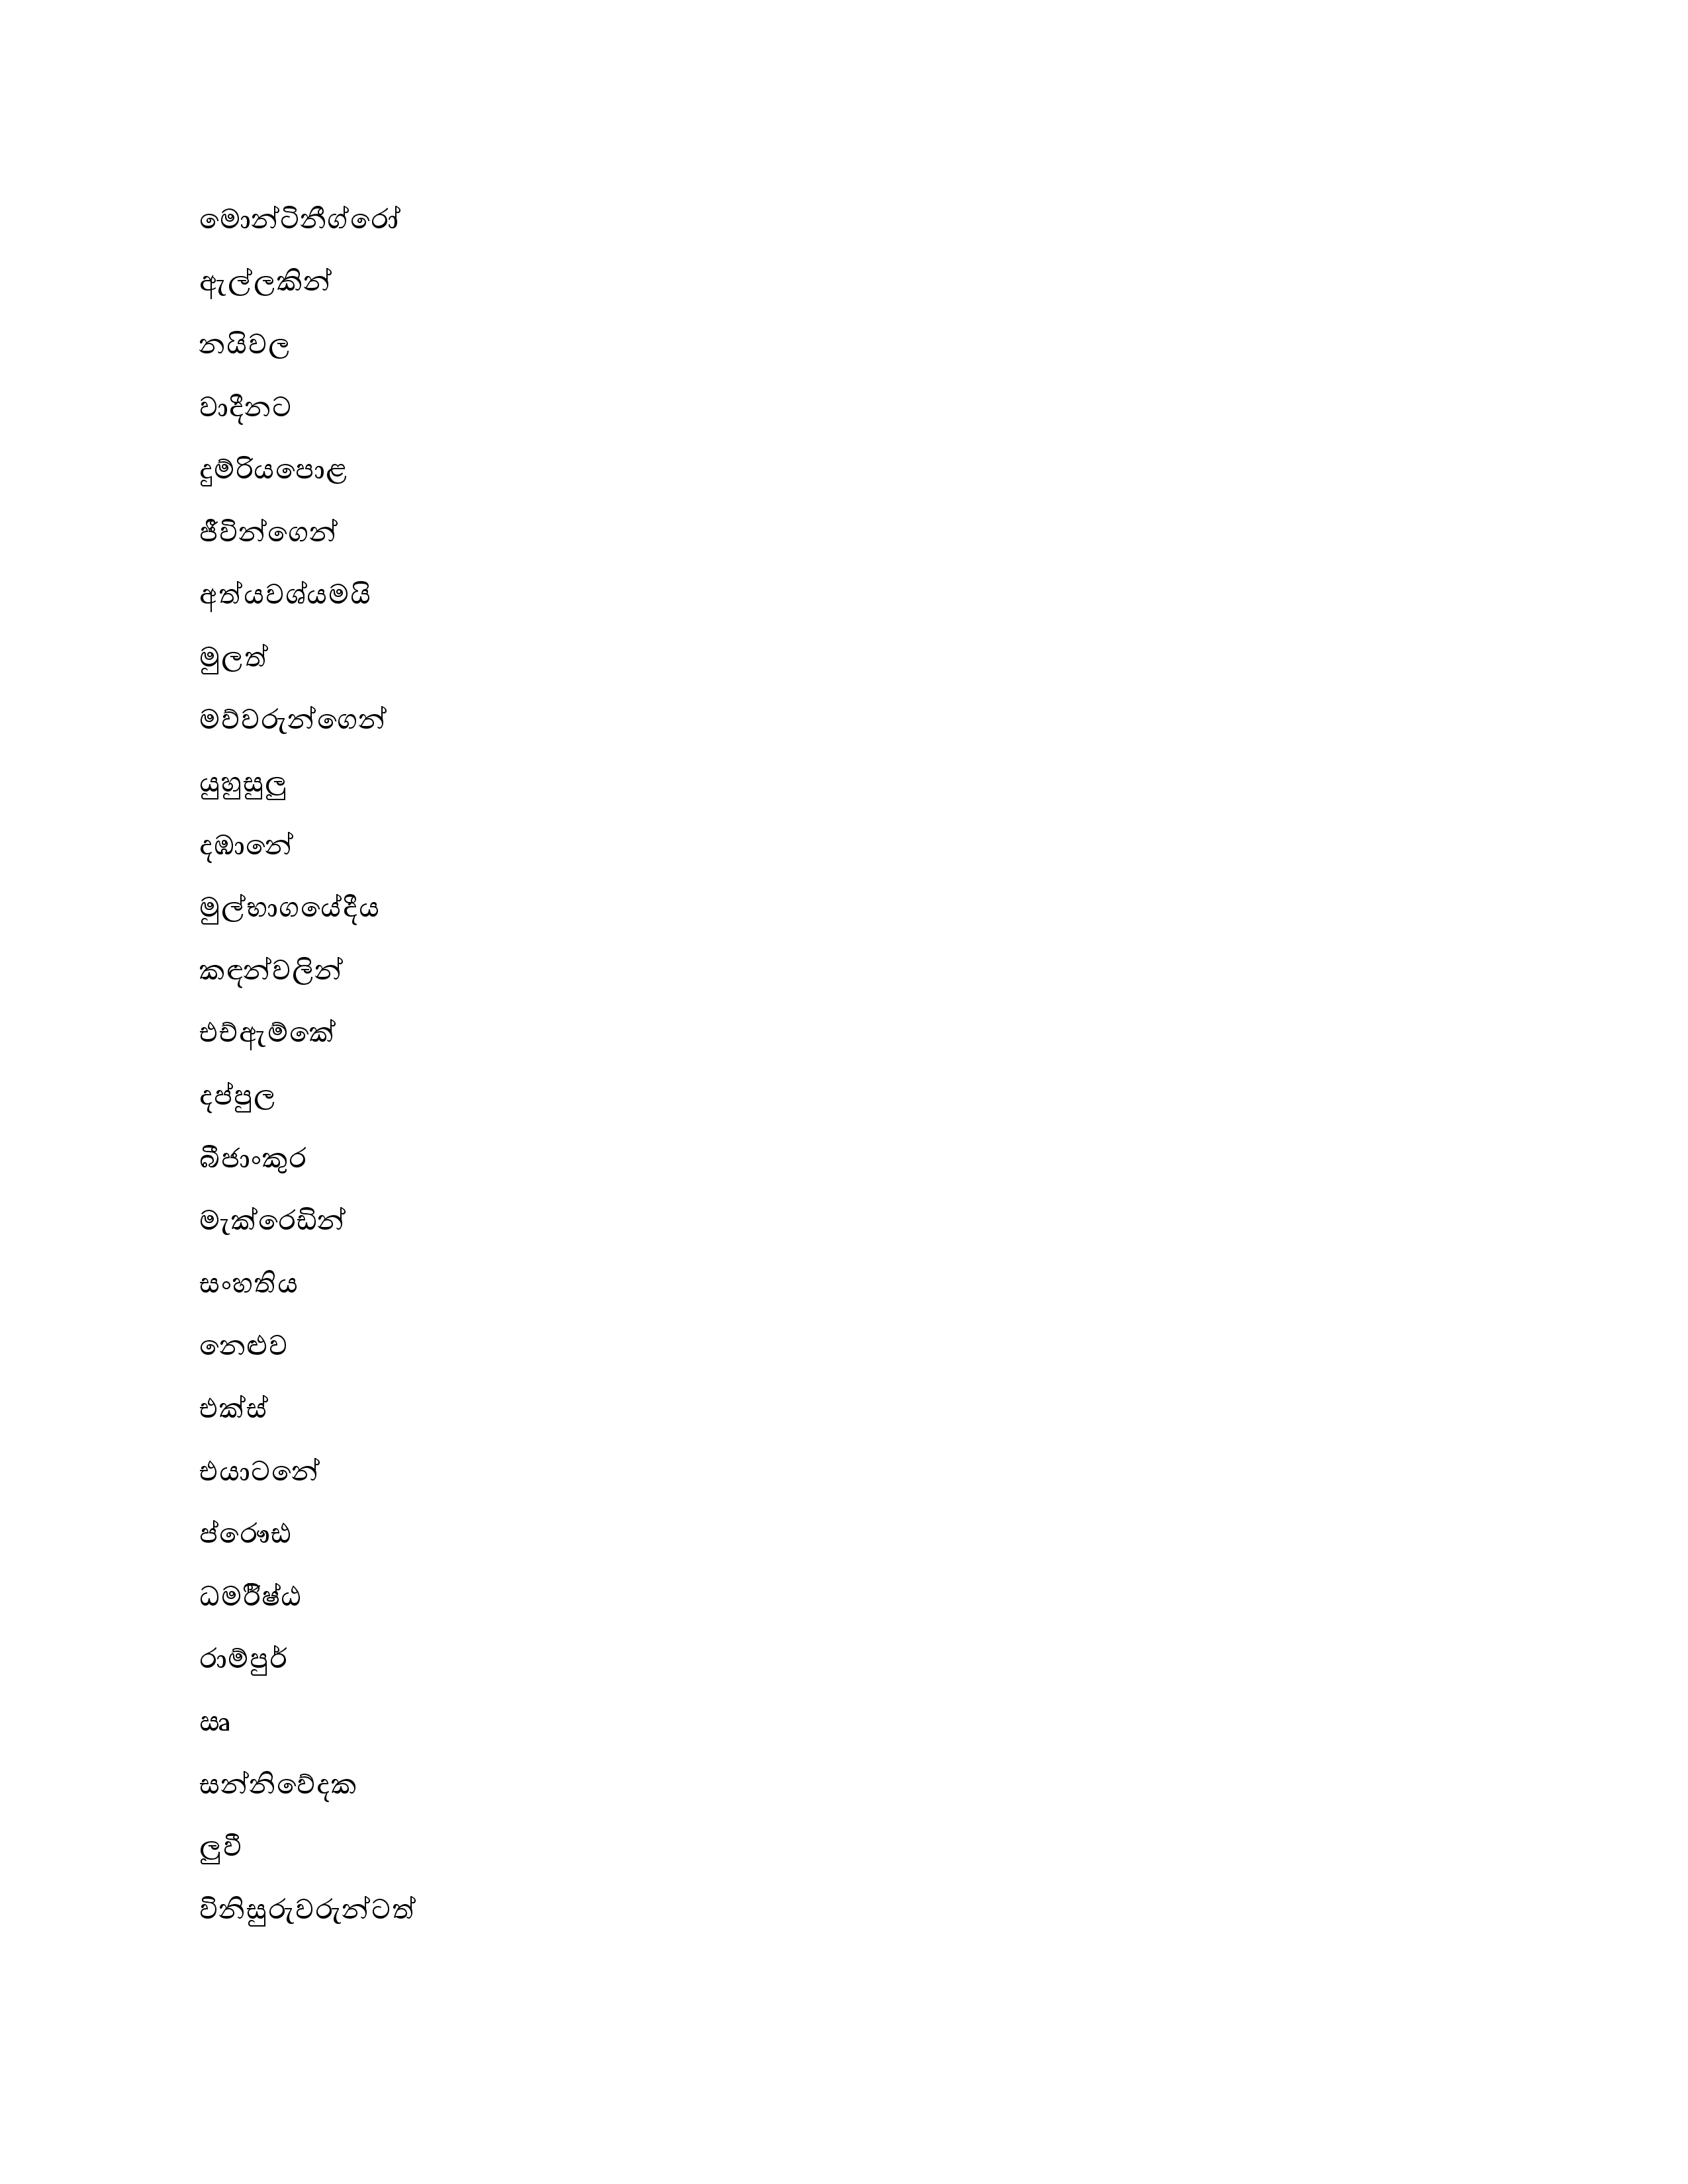 මොන්ටිනීග්රෝ
ඇල්ලකින්
නයිවල
වාදීනට
දුම්රියපොළ
ජීවින්ගෙන්
අත්යවශ්යමයි
මුලත්
මව්වරුන්ගෙන්
යුහුසුලු
දඹානේ
මුල්භාගයේදීය
කඳන්වලින්
එච්ඇම්කේ
දප්පුල
බීජාංකුර
මැක්රෙඩින්
සංහතිය
නෙළුව
එක්ස්
එයාටනේ
ප්රෞඪ
ධමරිීෂ්ඨ
රාම්පුර්
ඍ
සන්නිවේදක
ලුවී
විනිසුරුවරුන්ටත්